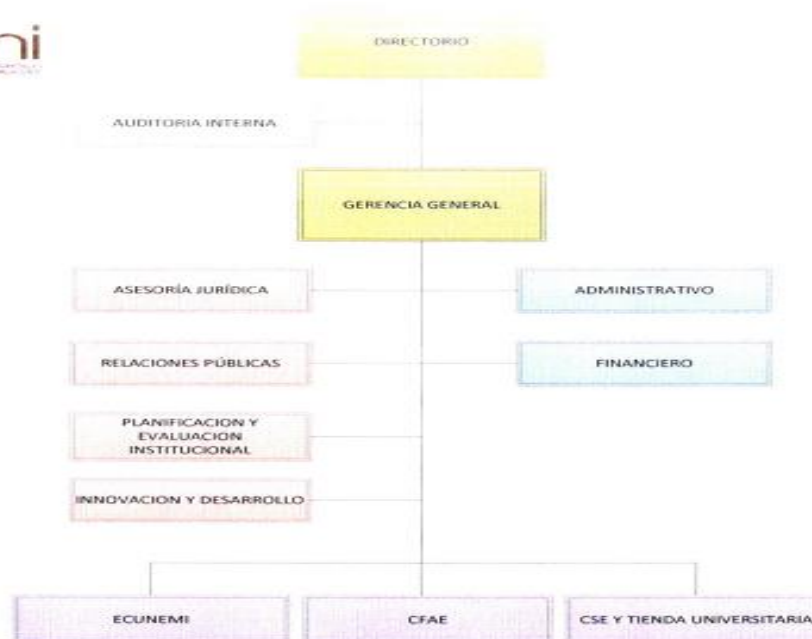 DIRECTORIO
AUDITORIA INTERNA
GERENCIA GENERAL
ASESORÍA JURÍDICA
ADMINISTRATIVO
RELACIONES PÚBLICAS
FINANCIERO
PLANIFICACION Y
EVALUACION
INSTITUCIONAL
INNOVACION Y DESARROLLO
ECUNEMI
CFAE
CSE Y TIENDA UNIVERSITARIA